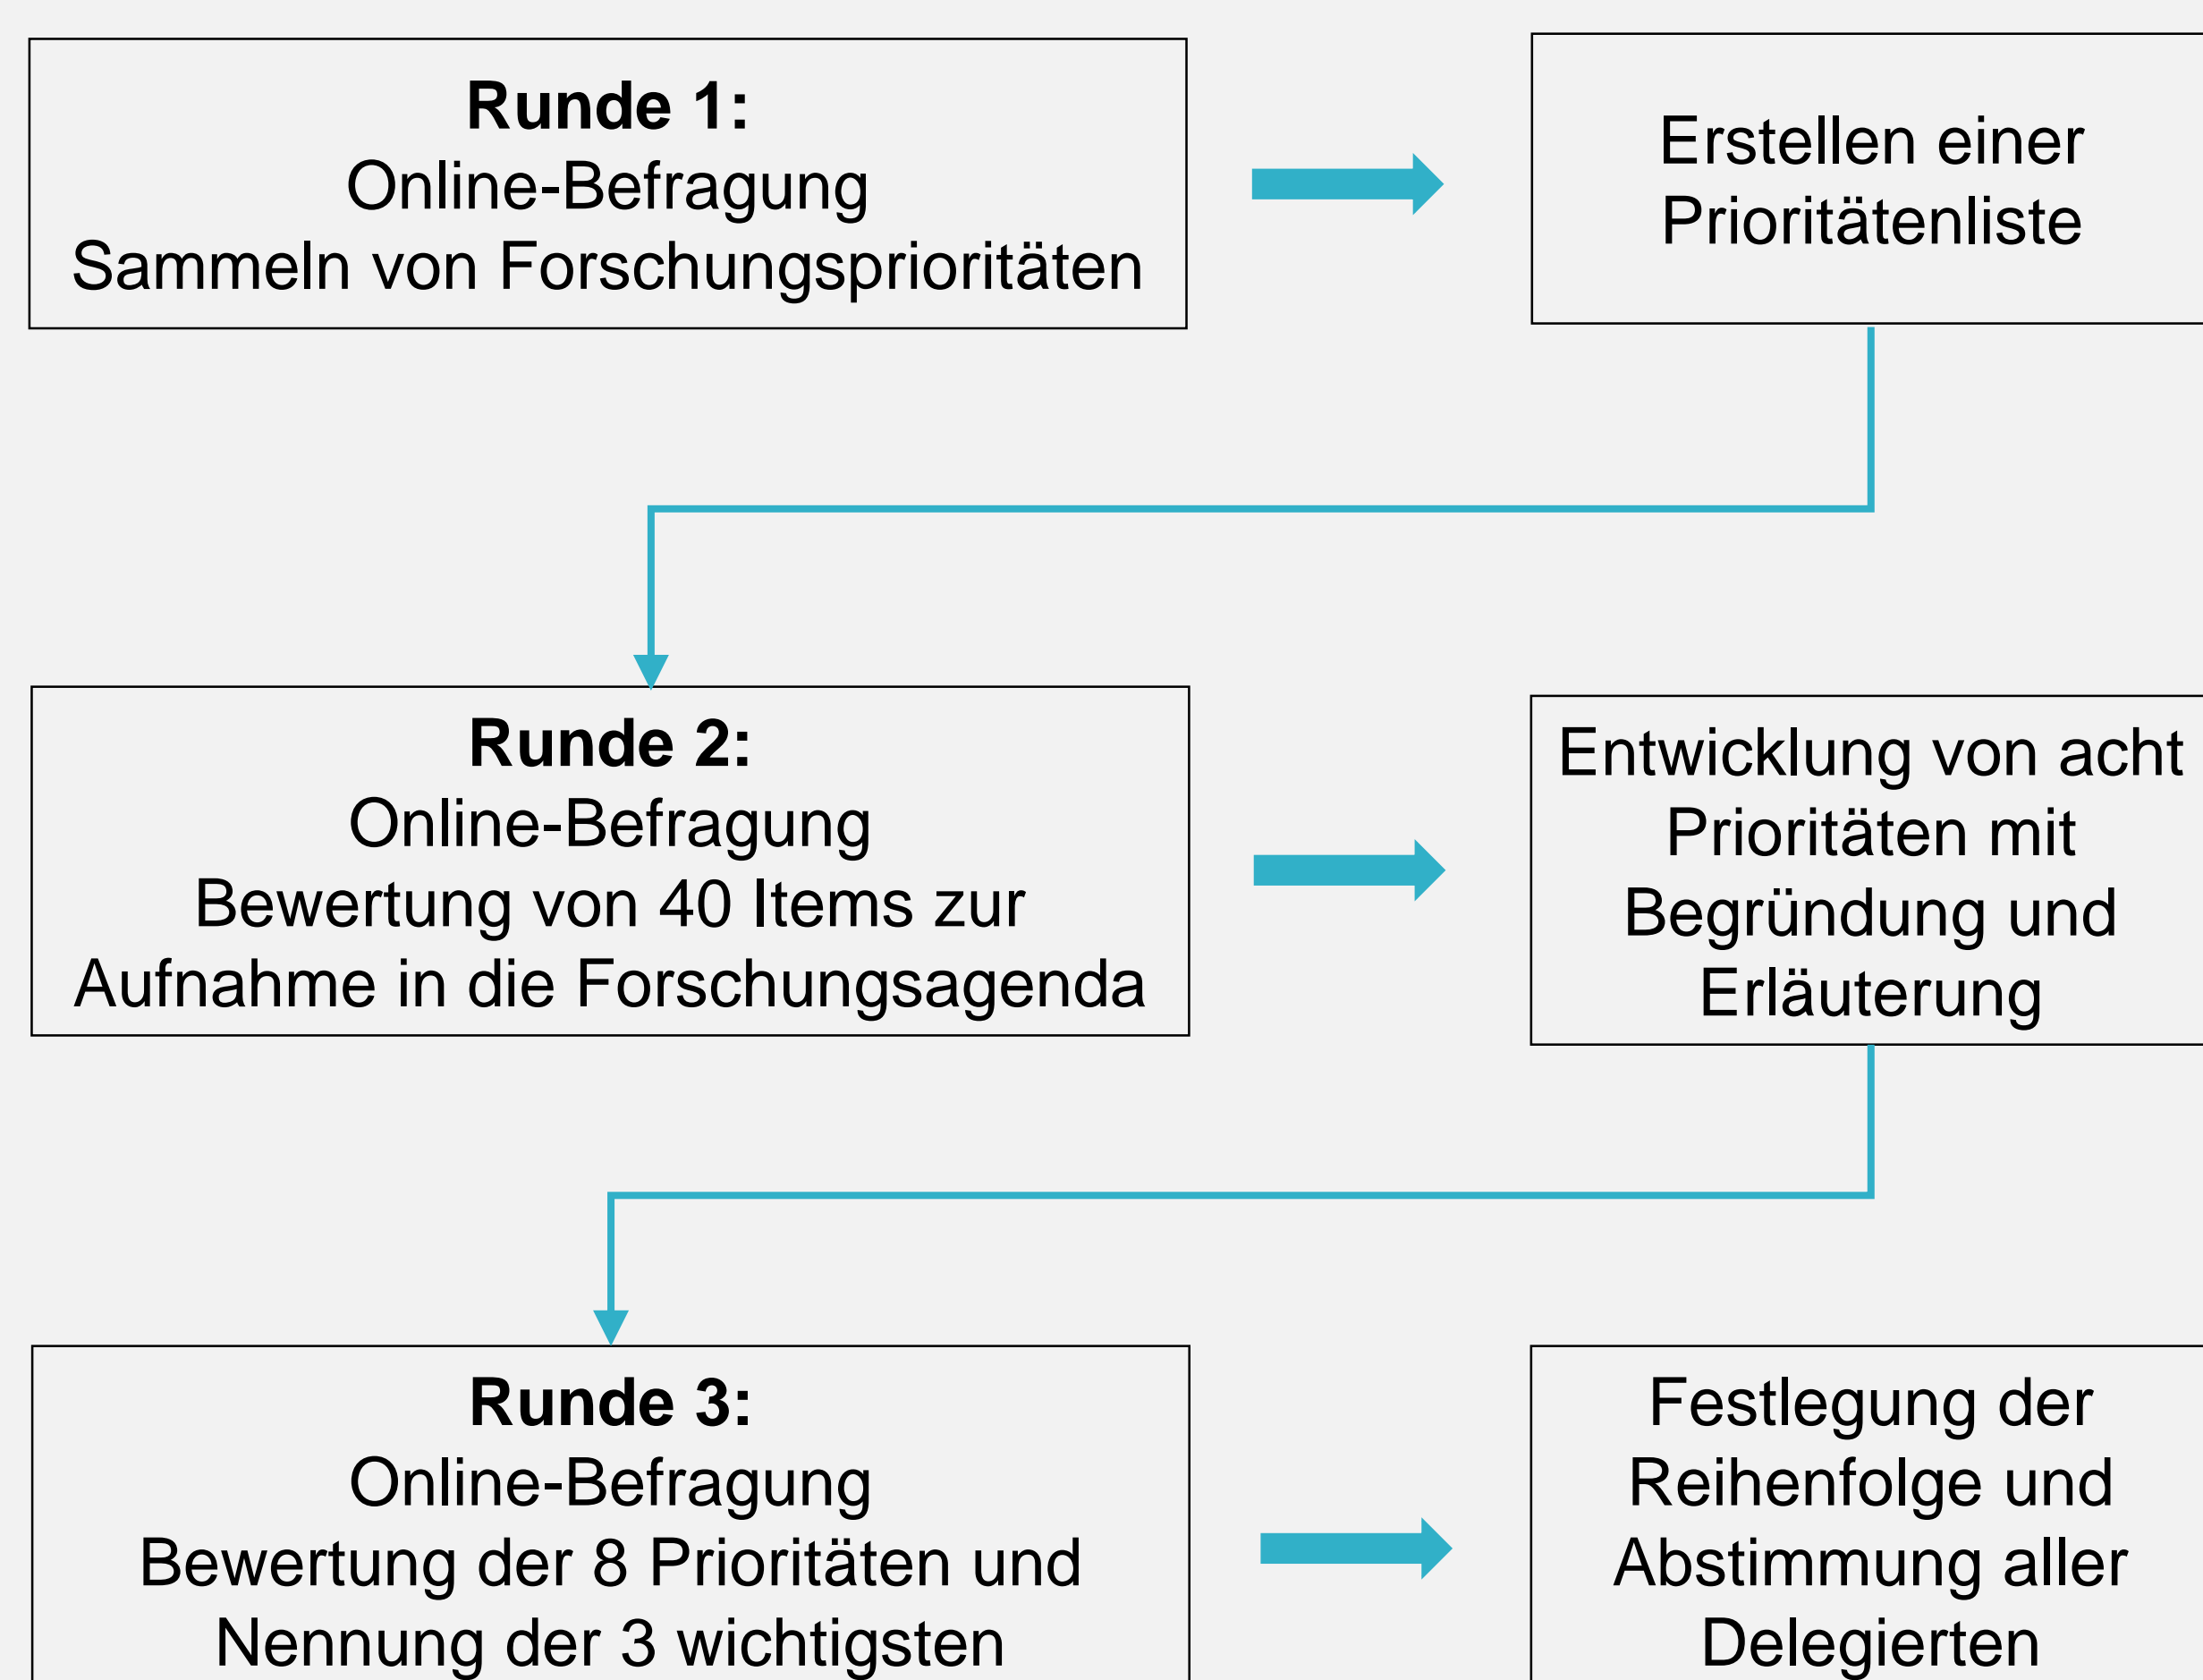 Runde 1:
Online-Befragung
Sammeln von Forschungsprioritäten
Erstellen einer
Prioritätenliste
Runde 2:
Online-Befragung
Bewertung von 40 Items zur
Aufnahme in die Forschungsagenda
Entwicklung von acht
Prioritäten mit
Begründung und
Erläuterung
Runde 3:
Online-Befragung
Bewertung der 8 Prioritäten und
Nennung der 3 wichtigsten
Festlegung der
Reihenfolge und
Abstimmung aller
Delegierten